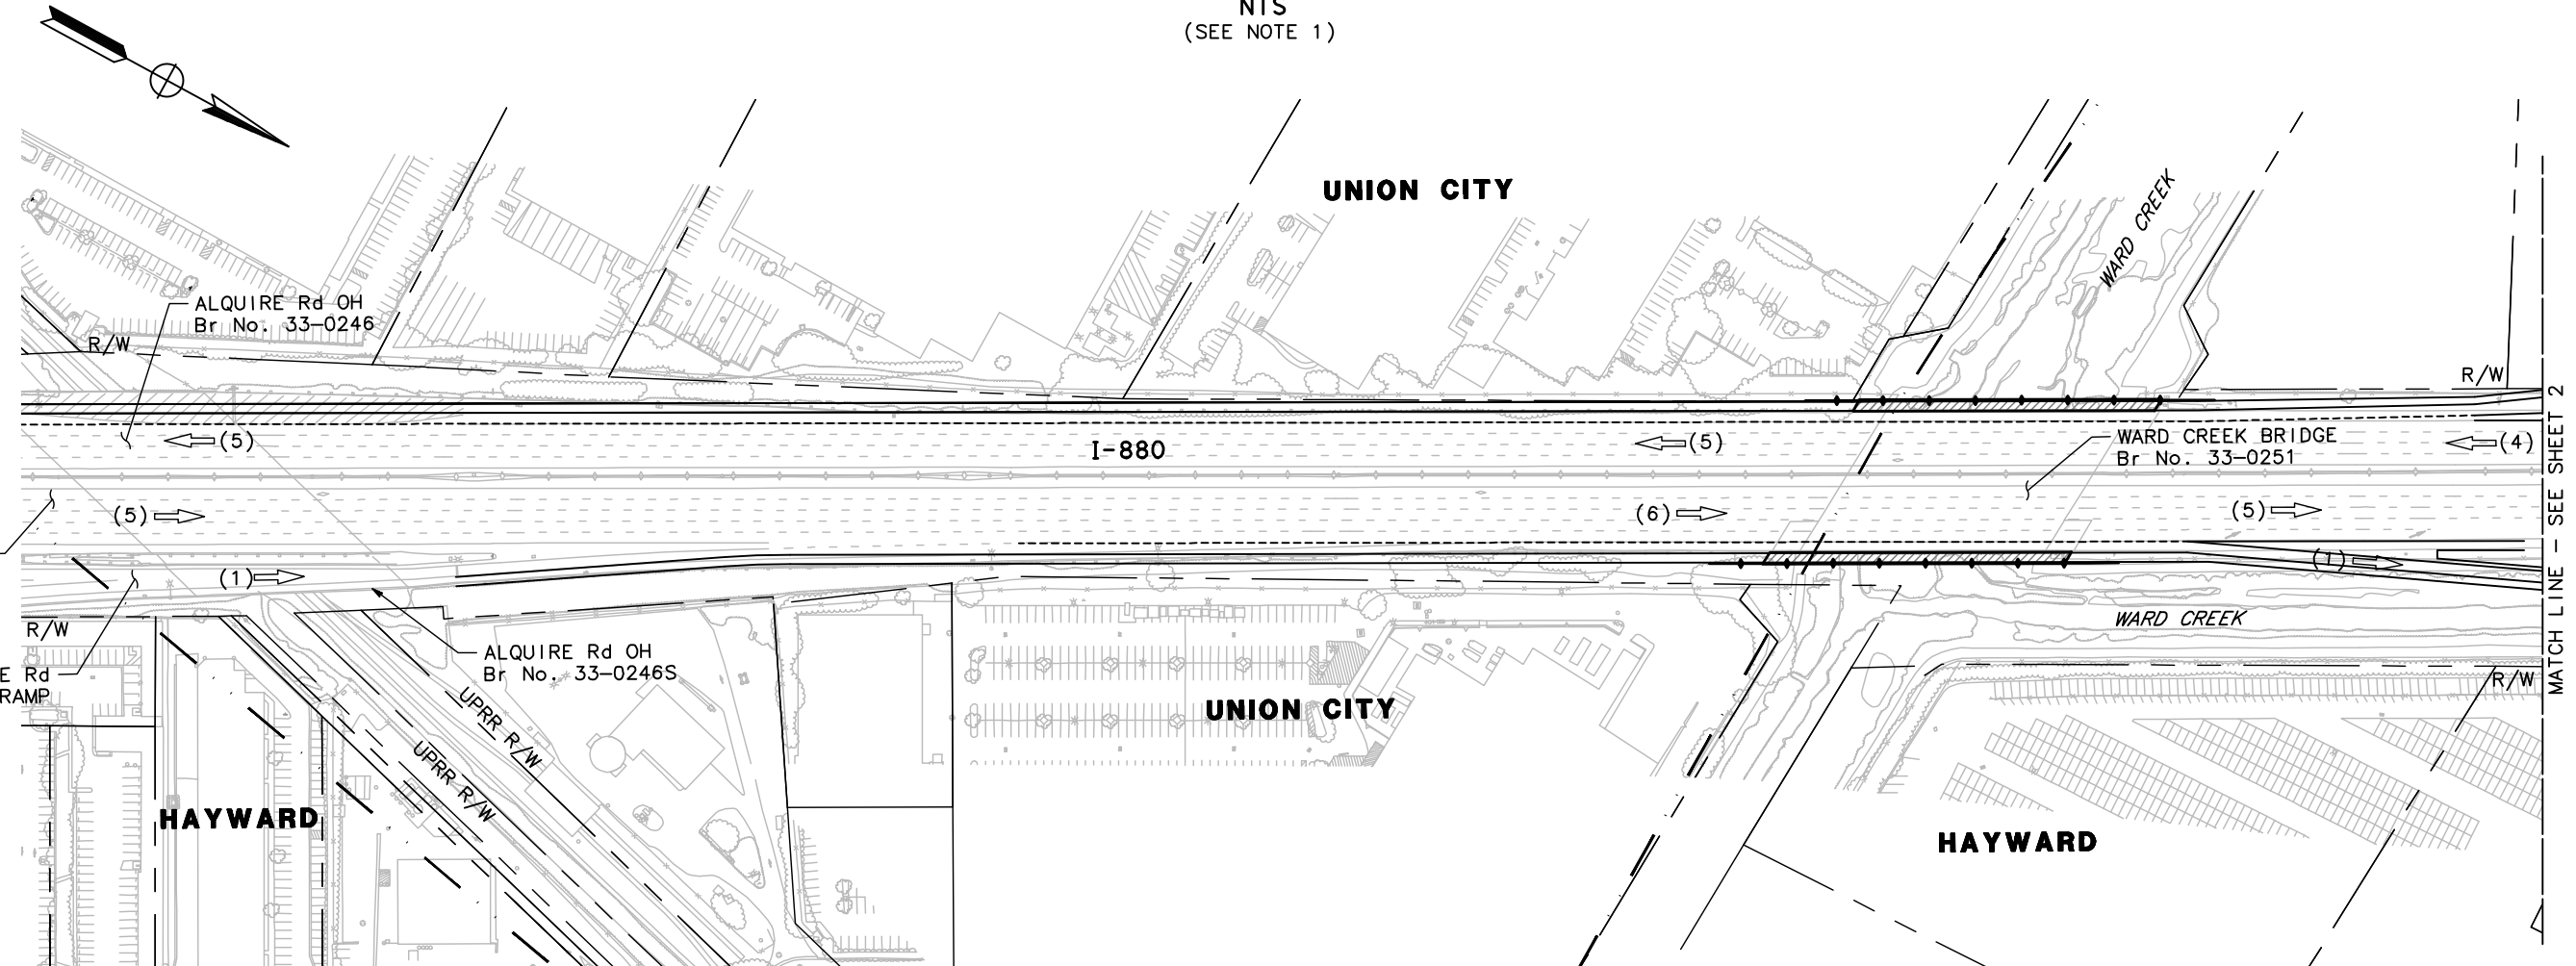 NTS
(SEE NOTE 1)
UNION CITY
WARD CREEK
ALQUIRE Rd OH
Br No. 33-0246
R/W
R/W
(5)
I-880
(5)
WARD CREEK BRIDGE
Br No. 33-0251
(4)
(5)
(6)
(5)
(1)
(1)
MATCH LINE - SEE SHEET 2
WARD CREEK
R/W
ALQUIRE Rd OH
Br No. 33-0246S
E Rd
RAMP
R/W
UPRR R/W
UPRR R/W
UNION CITY
HAYWARD
HAYWARD